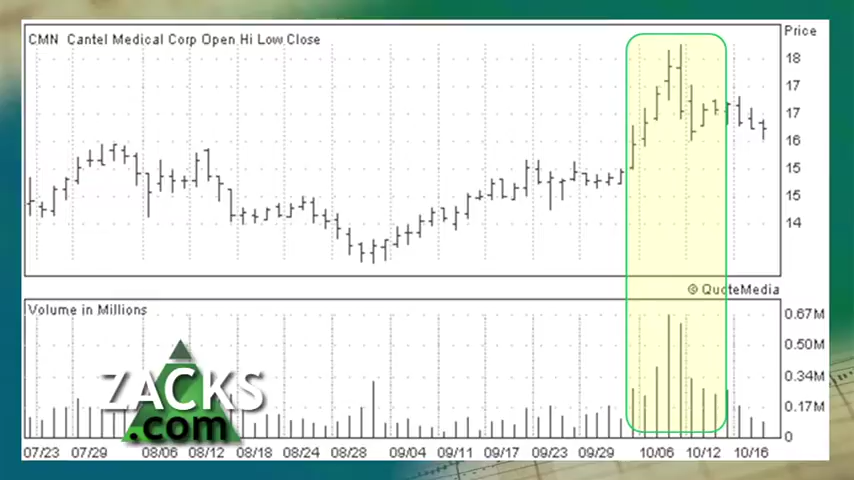 CMN Cantel Medical Corp Open Hi Low Close
Price
18
17
17
16
15
15
14
© QuoteMedia
Volume in Millions
0.67M
0.50M
0.34M
0.17M
0
07/23 07/29 08/06 08/12 08/18 08/24 08/28 09/04 09/11 09/17 09/23 09/29 10/06 10/12 10/16
ZACKS
.com